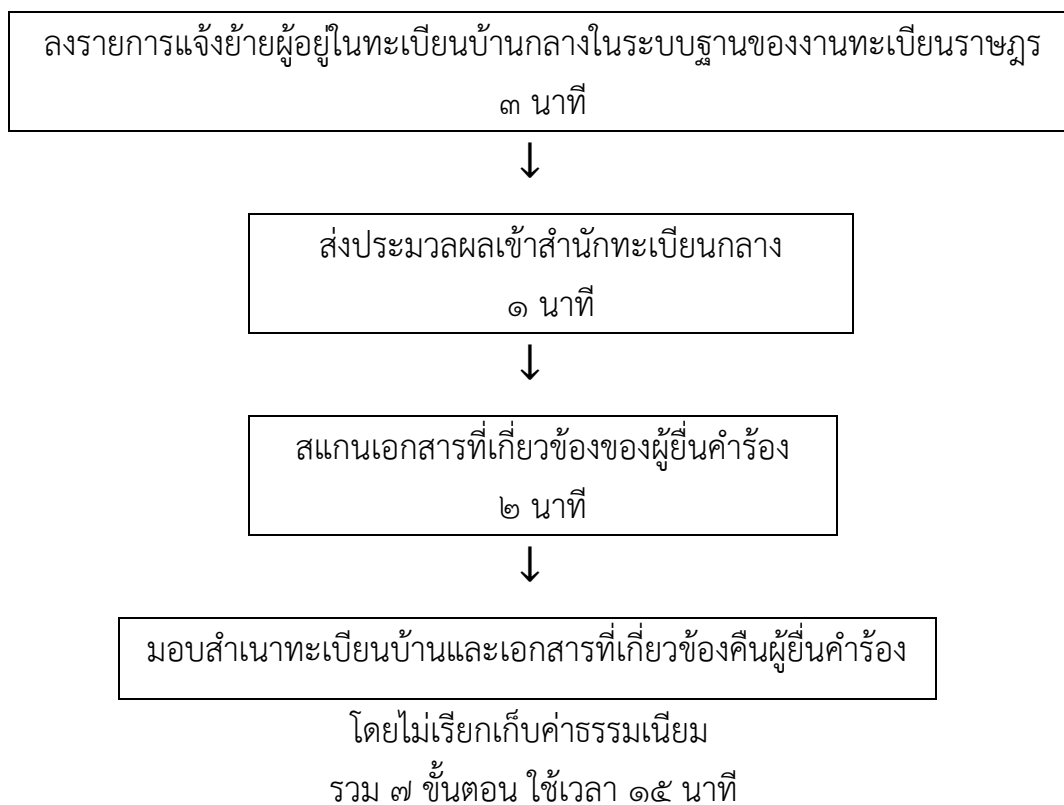 ลงรายการแจ้งย้ายผู้อยู่ในทะเบียนบ้านกลางในระบบฐานของงานทะเบียนราษฎร
๓ นาที
↓
ส่งประมวลผลเข้าสำนักทะเบียนกลาง
๑ นาที
↓
สแกนเอกสารที่เกี่ยวข้องของผู้ยื่นคำร้อง
๒ นาที
↓
มอบสำเนาทะเบียนบ้านและเอกสารที่เกี่ยวข้องคืนผู้ยื่นคำร้อง
โดยไม่เรียกเก็บค่าธรรมเนียม
รวม ๗ ขั้นตอน ใช้เวลา ๑๕ นาที